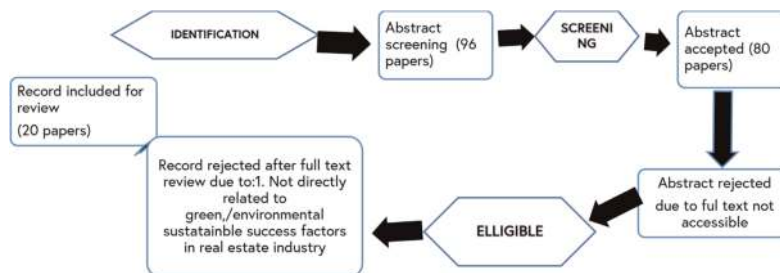 IDENTIFICATION
Abstract
screening (96
papers)
SCREENI
NG
Abstract
accepted (80
papers)
Abstract rejected
due to ful text not
accessible
ELLIGIBLE
Record rejected after full text
review due to:1. Not directly
related to
green,/environmental
sustatainble success factors
in real estate industry
Record included for
review
(20 papers)